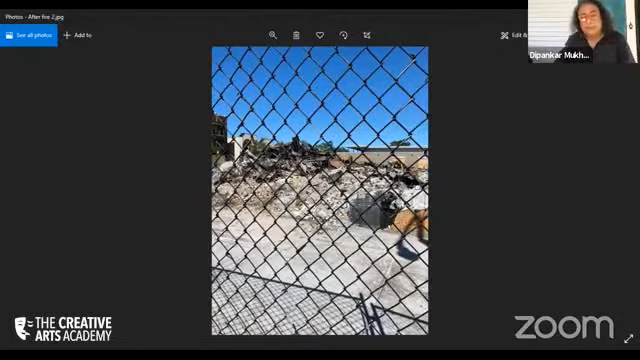 Photos - After fire 2.jpg
See all photos
Add to
Edit &
Dipankar Mukh...
THE CREATIVE
ARTS ACADEMY
zoom